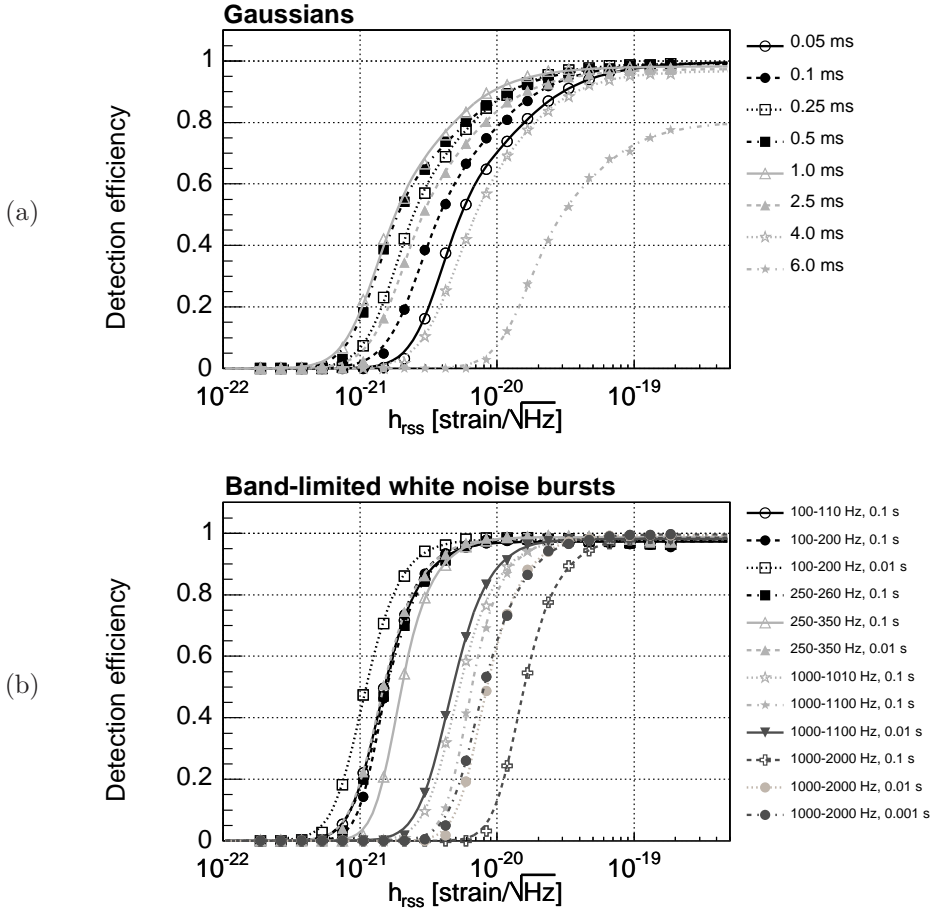 Gaussians
(a)
Detection efficiency
1
0.8
0.6
0.4
0.2
0
10-22
10-21
10-20
10-19
hrss [strain/√Hz]
0.05 ms
0.1 ms
0.25 ms
0.5 ms
1.0 ms
2.5 ms
4.0 ms
6.0 ms
Band-limited white noise bursts
(b)
Detection efficiency
1
0.8
0.6
0.4
0.2
0
10-22
10-21
10-20
10-19
hrss [strain/√Hz]
100-110 Hz, 0.1 s
100-200 Hz, 0.1 s
100-200 Hz, 0.01 s
250-260 Hz, 0.1 s
250-350 Hz, 0.1 s
250-350 Hz, 0.01 s
1000-1010 Hz, 0.1 s
1000-1100 Hz, 0.1 s
1000-1100 Hz, 0.01 s
1000-2000 Hz, 0.1 s
1000-2000 Hz, 0.01 s
1000-2000 Hz, 0.001 s